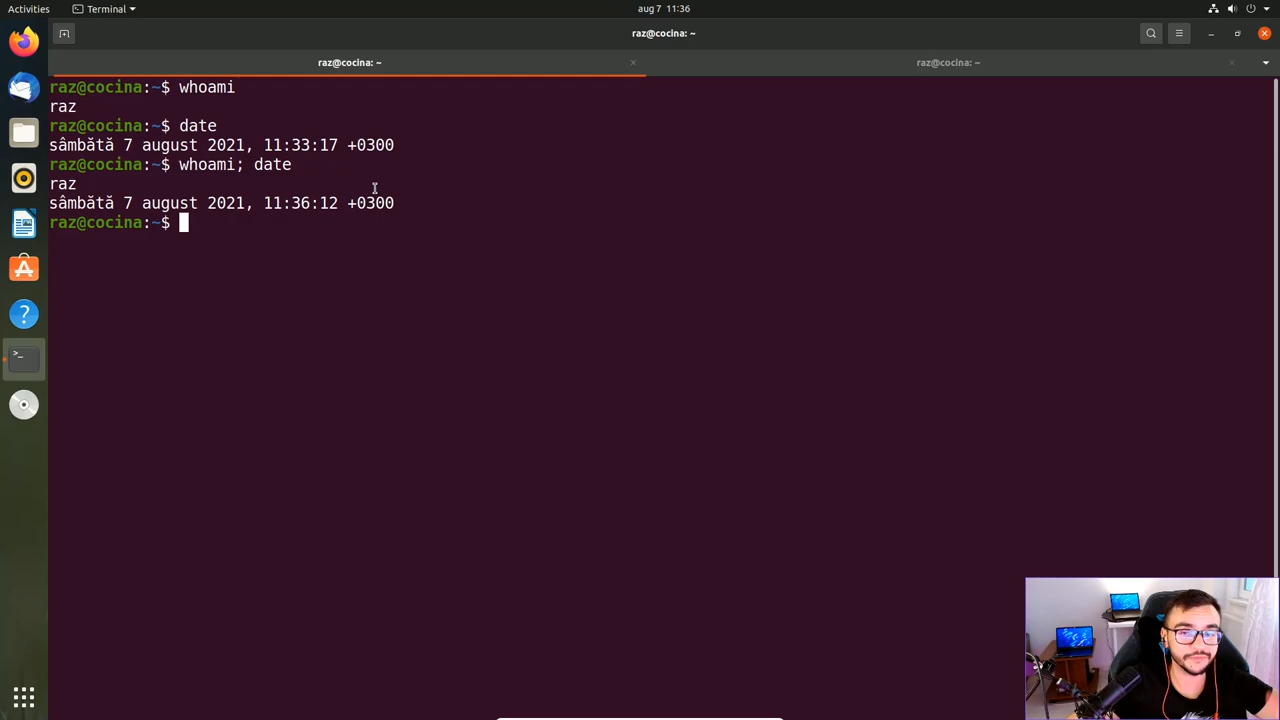 Activities
Terminal
aug 7 11:36
raz@cocina: ~
raz@cocina: ~
raz@cocina: ~
raz@cocina:~$ whoami
raz
raz@cocina:~$ date
sâmbătă 7 august 2021, 11:33:17 +0300
raz@cocina:~$ whoami; date
raz
sâmbătă 7 august 2021, 11:36:12 +0300
raz@cocina:~$